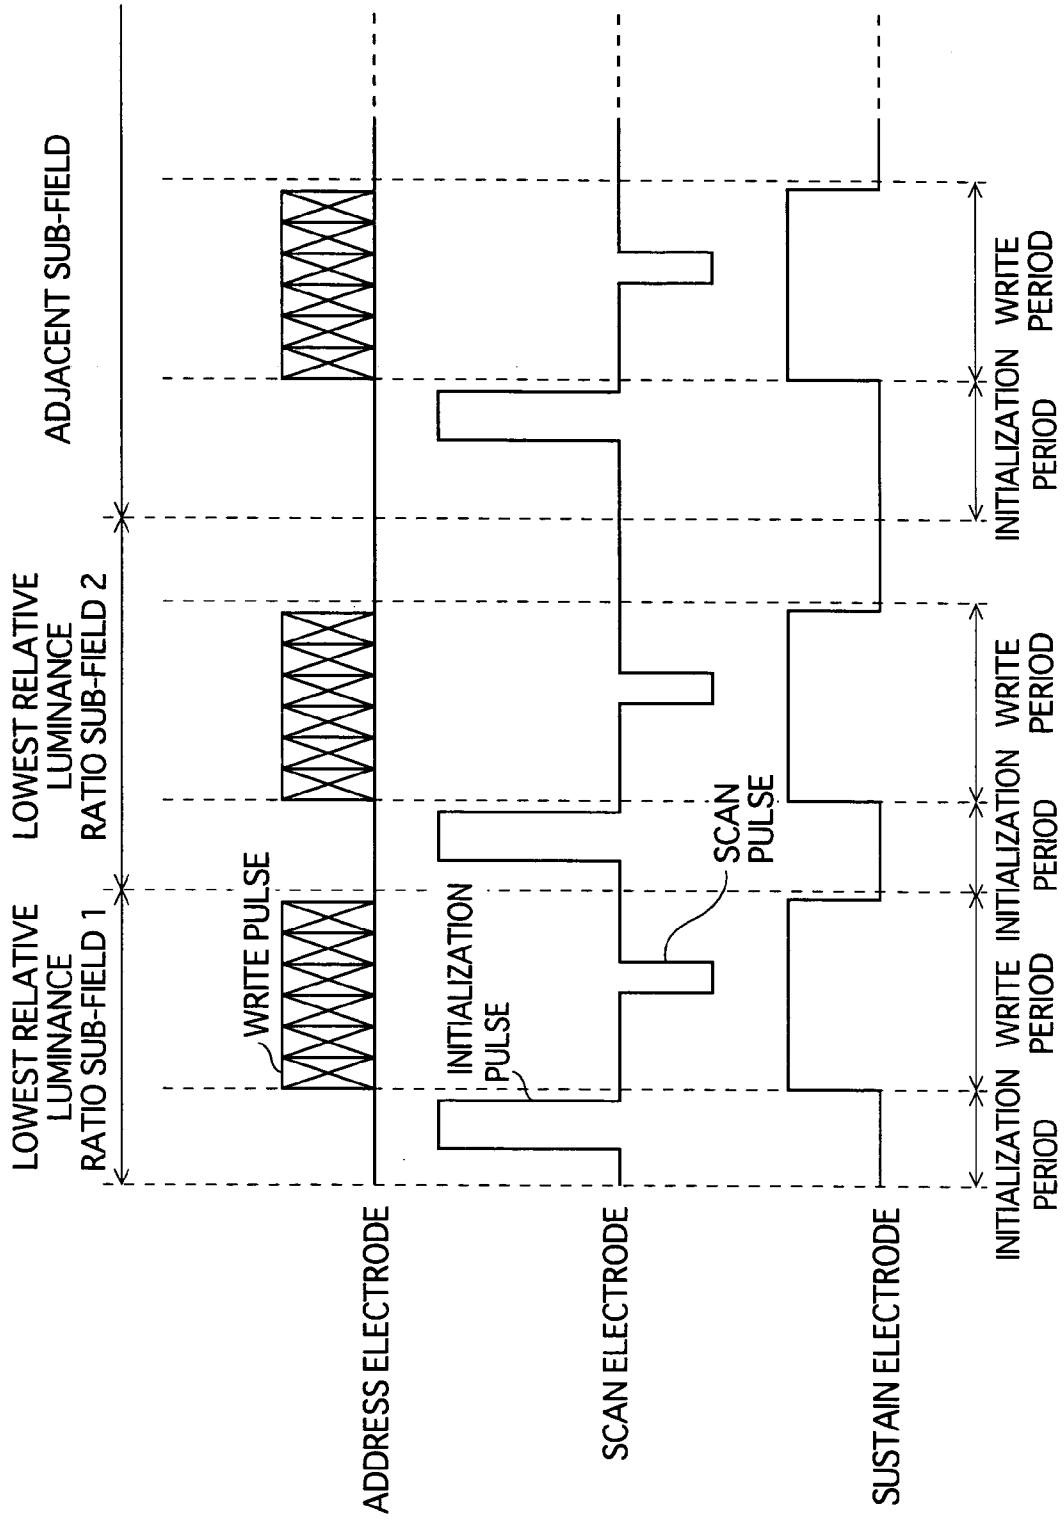 LOWEST RELATIVE
LUMINANCE
RATIO SUB-FIELD 1
LOWEST RELATIVE
LUMINANCE
RATIO SUB-FIELD 2
ADJACENT SUB-FIELD
WRITE PULSE
ADDRESS ELECTRODE
INITIALIZATION
PULSE
SCAN ELECTRODE
SCAN
PULSE
SUSTAIN ELECTRODE
INITIALIZATION
PERIOD
WRITE
PERIOD
INITIALIZATION
PERIOD
WRITE
PERIOD
INITIALIZATION
PERIOD
WRITE
PERIOD